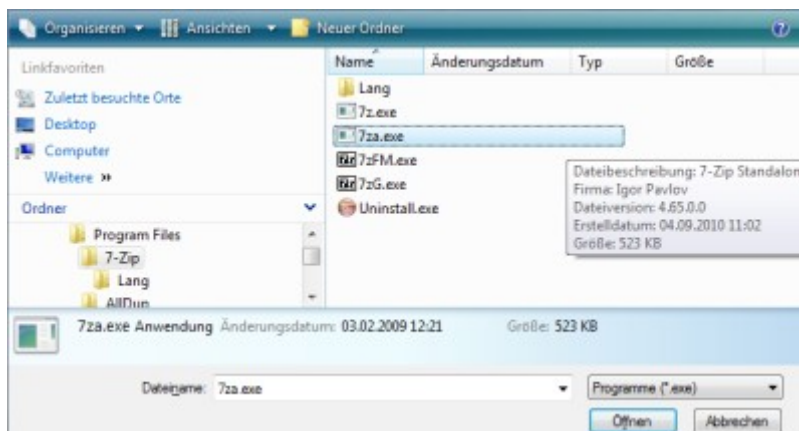 Organisieren Ansichten Neuer Ordner
Linkfavoriten
Zuletzt besuchte Orte
Desktop
Computer
Weitere »
Ordner
Program Files
7-Zip
Lang
AllDup
Name Änderungsdatum Typ Größe
Lang
7z.exe
7za.exe
7zFM.exe
7zG.exe
Uninstall.exe
Dateibeschreibung: 7-Zip Standalon
Firma: Igor Pavlov
Dateiversion: 4.65.0.0
Erstelldatum: 04.09.2010 11:02
Größe: 523 KB
7za.exe Anwendung Änderungsdatum: 03.02.2009 12:21 Größe: 523 KB
Dateiname: 7za.exe Programme (*.exe)
Öffnen Abbrechen